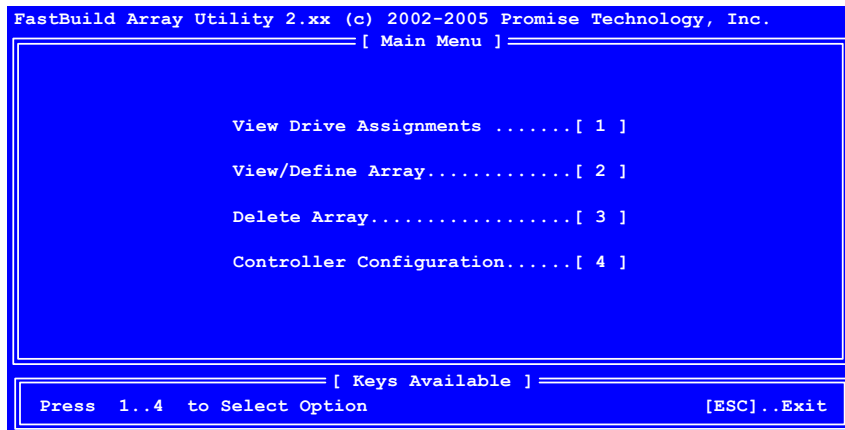 FastBuild Array Utility 2.xx (c) 2002-2005 Promise Technology, Inc.
[ Main Menu ]
View Drive Assignments .......[ 1 ]
View/Define Array.............[ 2 ]
Delete Array..................[ 3 ]
Controller Configuration......[ 4 ]
[ Keys Available ]
Press 1..4 to Select Option [ESC]..Exit